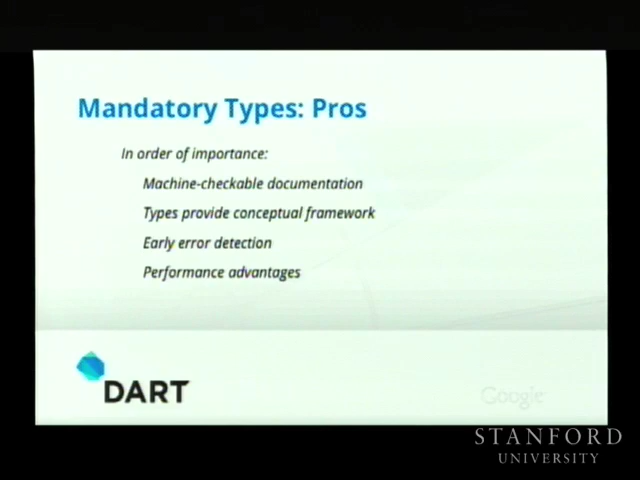 Mandatory Types: Pros
In order of importance:
Machine-checkable documentation
Types provide conceptual framework
Early error detection
Performance advantages
DART
Google
STANFORD
UNIVERSITY